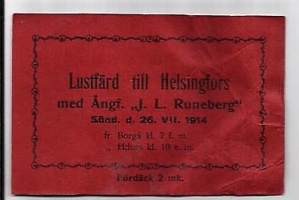 Lustfärd till Helsingfors
med Ångf. „J. L. Runeberg"
Sönd. d. 26. VII. 1914
fr. Borgå kl. 7 f. m.
„ H:fors kl. 10 e. m.
Fördäck 2 mk.